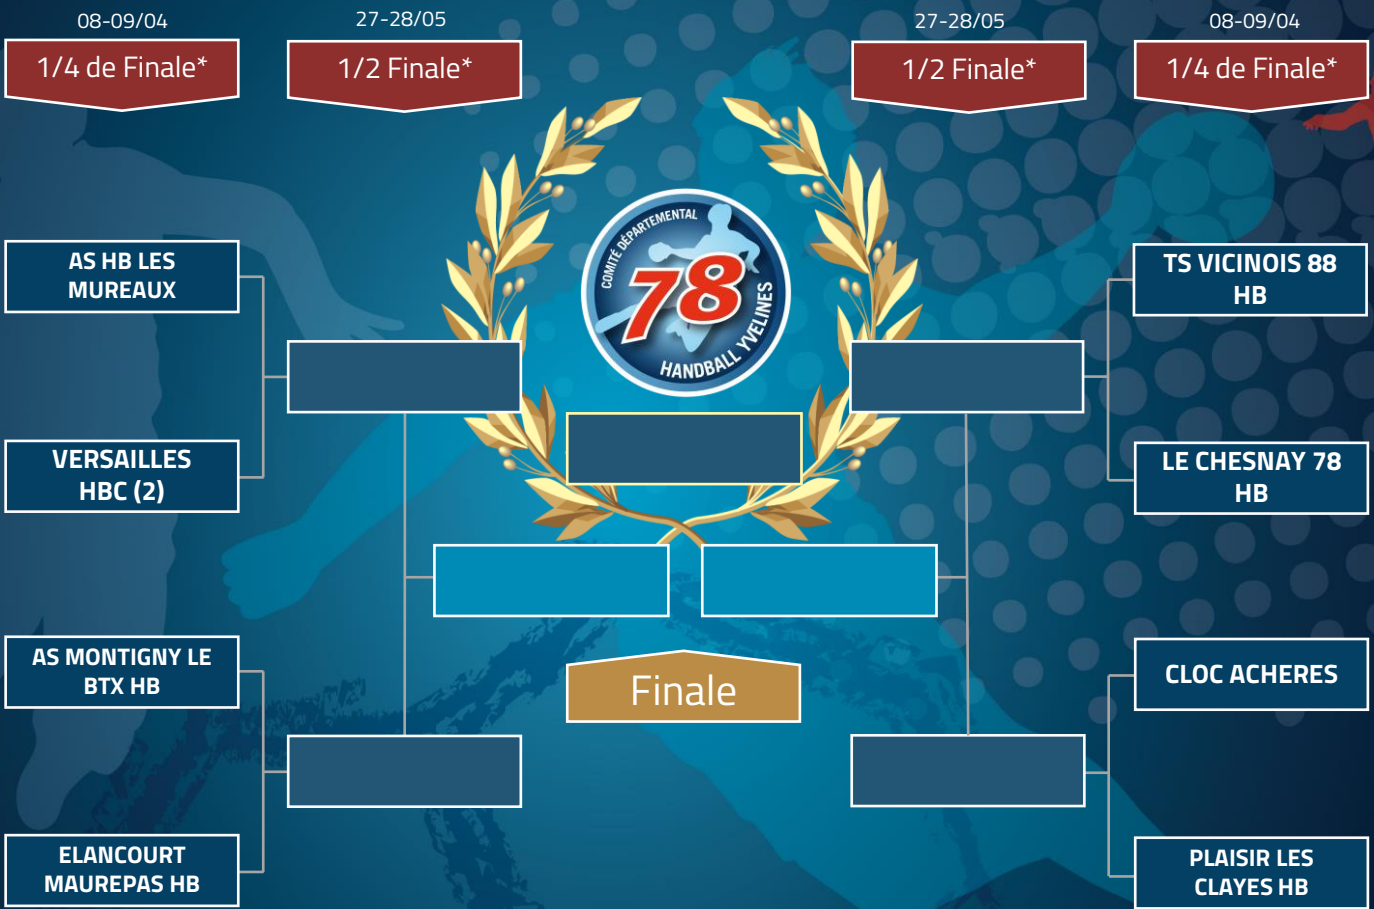 08-09/04
27-28/05
27-28/05
08-09/04
1/4 de Finale*
1/2 Finale*
1/2 Finale*
1/4 de Finale*
COMITÉ DÉPARTEMENTAL
78
HANDBALL YVELINES
AS HB LES
MUREAUX
TS VICINOIS 88
HB
VERSAILLES
HBC (2)
LE CHESNAY 78
HB
AS MONTIGNY LE
BTX HB
CLOC ACHERES
Finale
ELANCOURT
MAUREPAS HB
PLAISIR LES
CLAYES HB